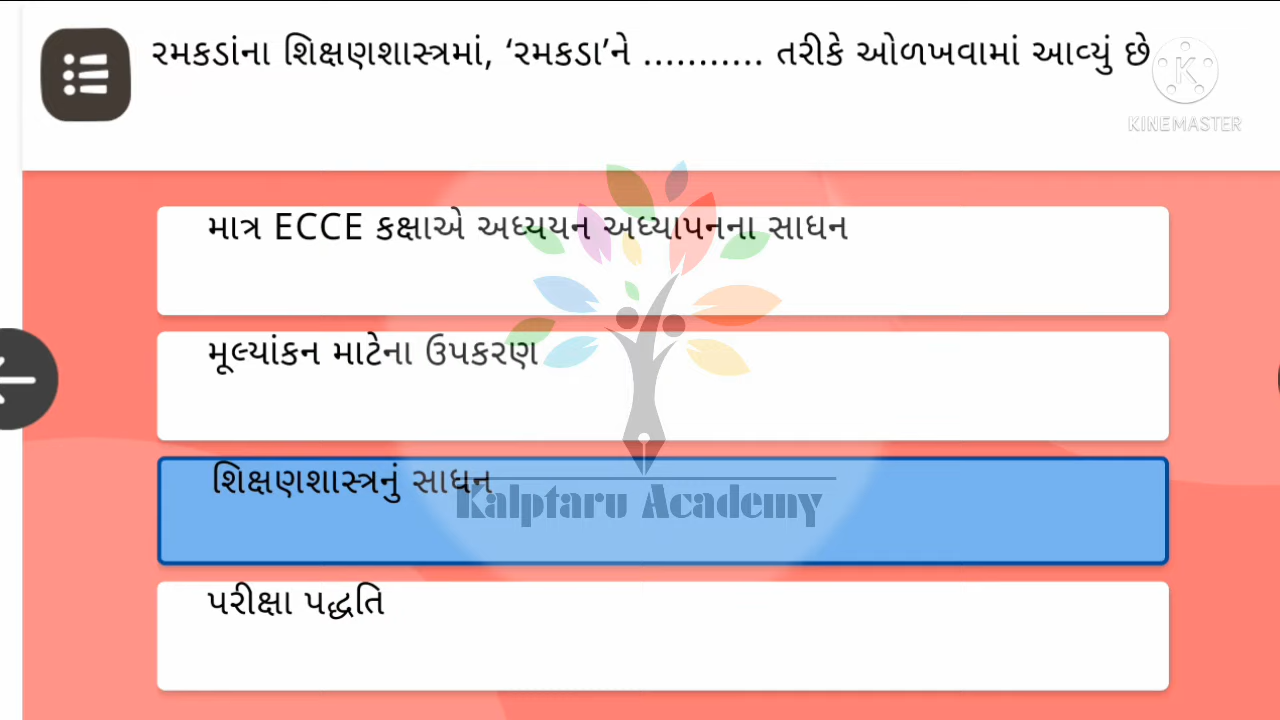 રમકડાંના શિક્ષણશાસ્ત્રમાં, ‘રમકડા’ને ........... તરીકે ઓળખવામાં આવ્યું છે
K
KINEMASTER
માત્ર ECCE કક્ષાએ અધ્યયન અધ્યાપનના સાધન
મૂલ્યાંકન માટેના ઉપકરણ
શિક્ષણશાસ્ત્રનું સાધન
Kalptaru Academy
પરીક્ષા પદ્ધતિ